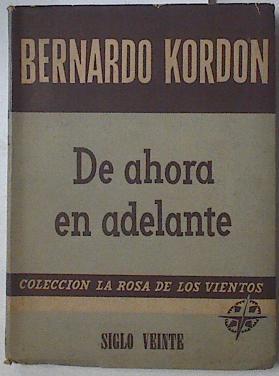 BERNARDO KORDON
De ahora
en adelante
COLECCION LA ROSA DE LOS VIENTOS
SIGLO VEINTE